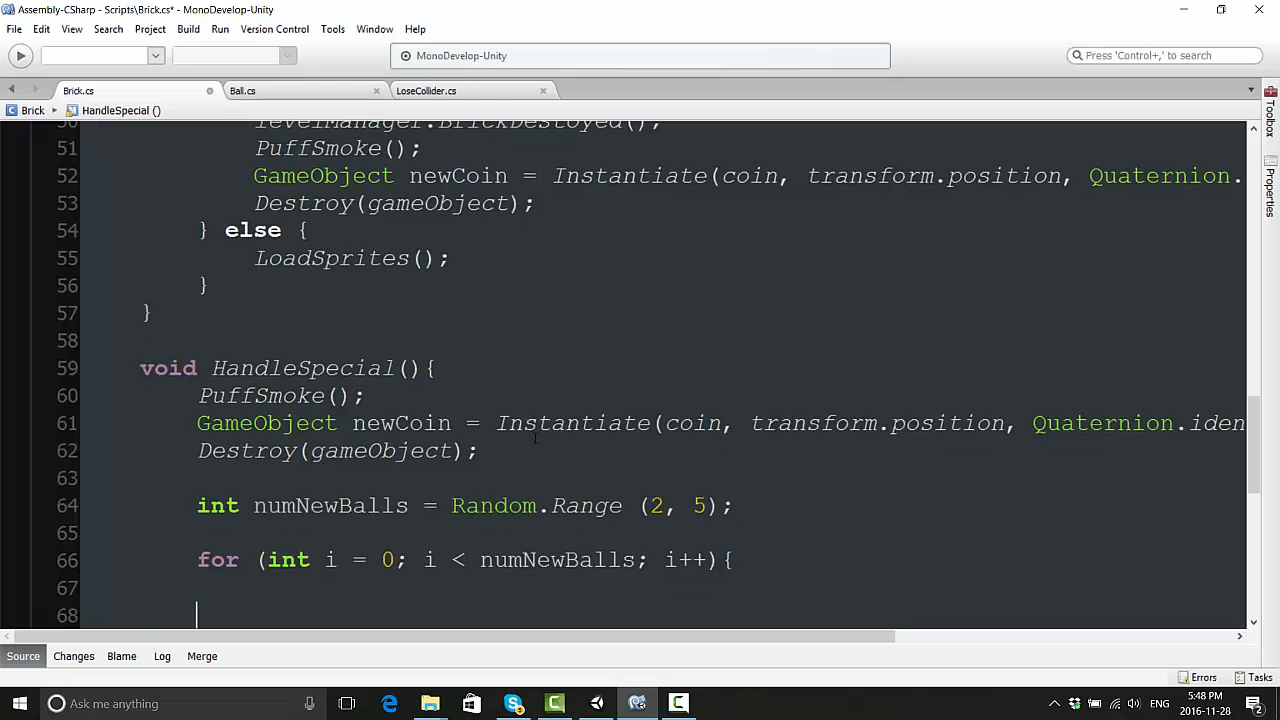 Assembly-CSharp - Scripts\Brick.cs* - MonoDevelop-Unity
File Edit View Search Project Build Run Version Control Tools Window Help
MonoDevelop-Unity
Press 'Control+,' to search
Brick.cs Ball.cs LoseCollider.cs
Brick HandleSpecial ()
50 levelManager.BrickDestoyed();
51 PuffSmoke();
52 GameObject newCoin = Instantiate(coin, transform.position, Quaternion.
53 Destroy(gameObject);
54 } else {
55 LoadSprites();
56 }
57 }
58
59 void HandleSpecial(){
60 PuffSmoke();
61 GameObject newCoin = Instantiate(coin, transform.position, Quaternion.iden
62 Destroy(gameObject);
63
64 int numNewBalls = Random.Range (2, 5);
65
66 for (int i = 0; i < numNewBalls; i++){
67
68
Toolbox
Properties
Source Changes Blame Log Merge
Errors Tasks
Ask me anything
ENG
5:48 PM
2016-11-28
2